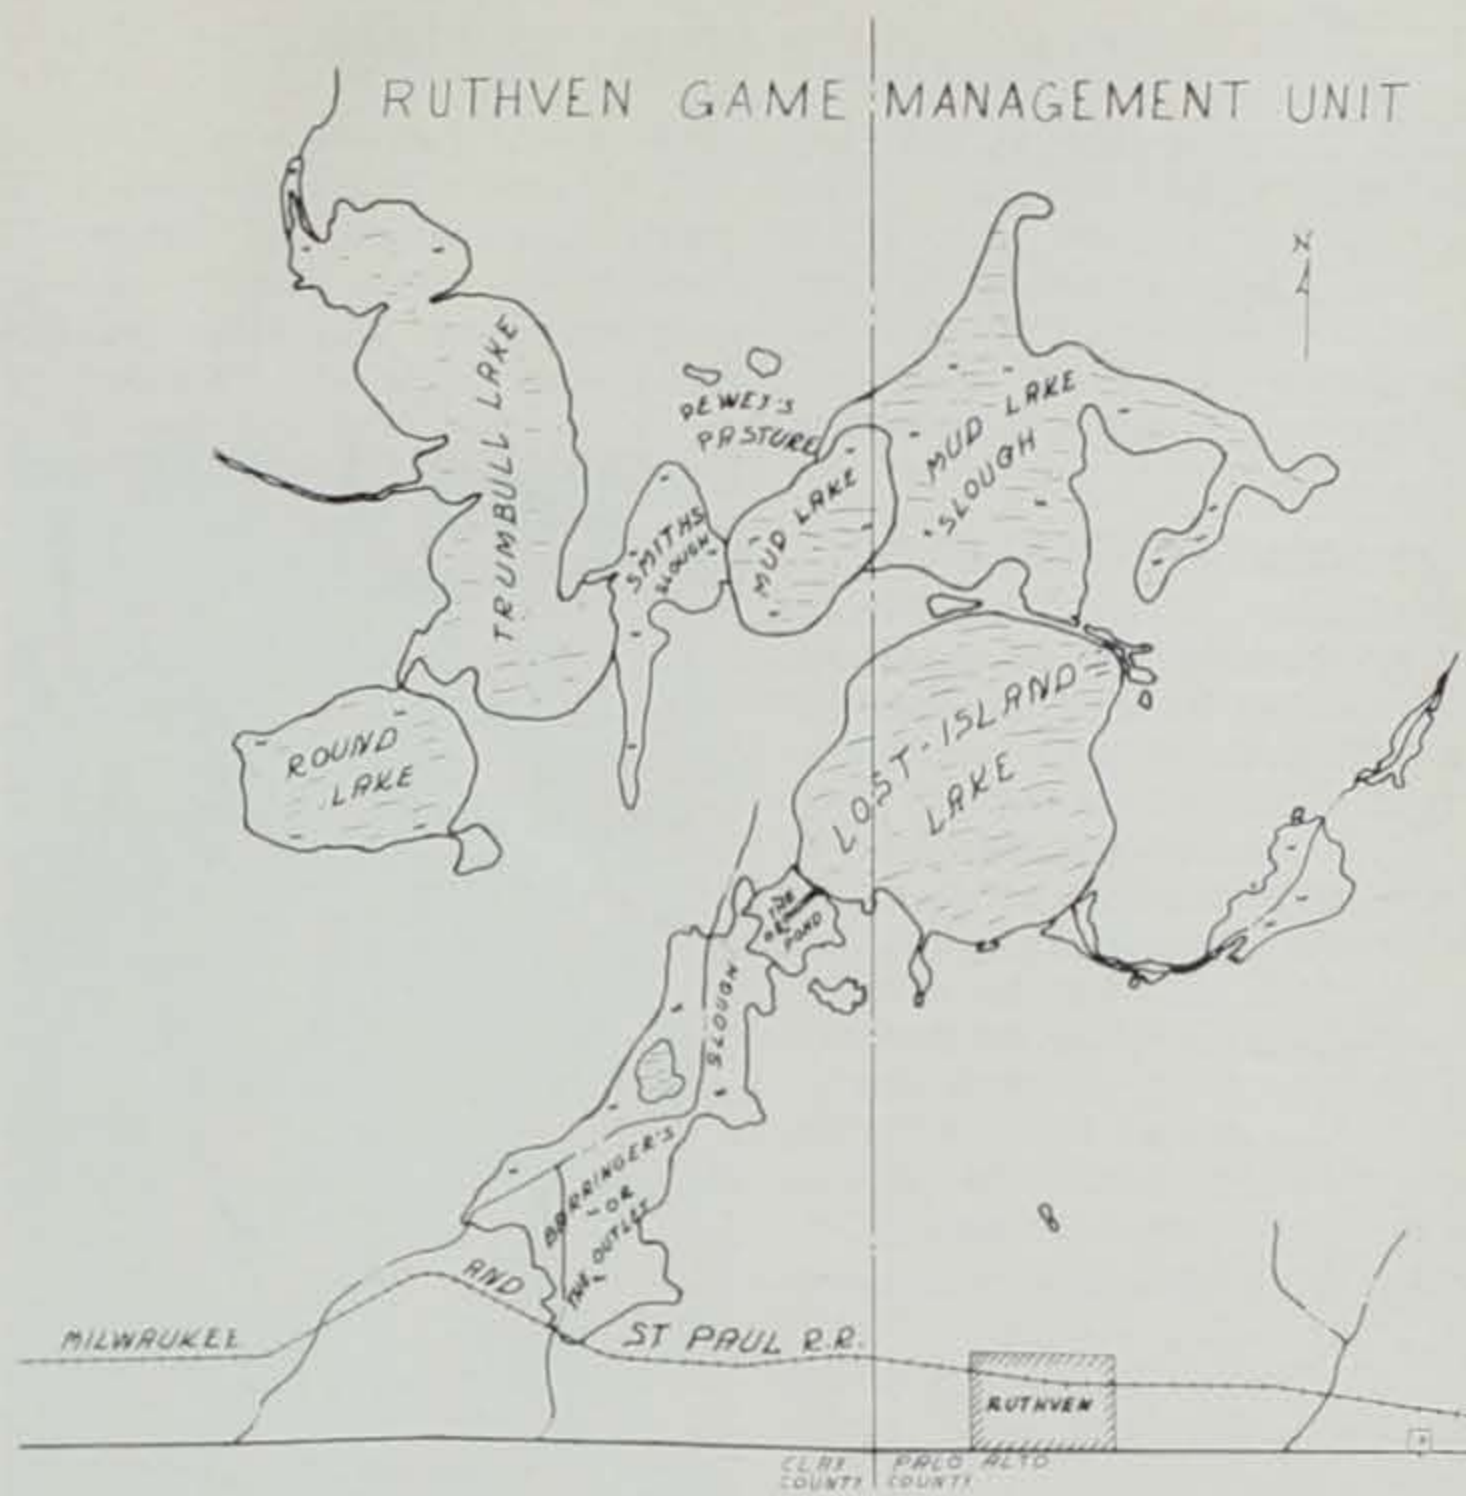 RUTHVEN GAME MANAGEMENT UNIT
N
TRUMBULL LAKE
DEWEY'S
PASTURE
MUD LAKE
SLOUGH
MUD LAKE
SMITHS
SLOUGH
ROUND
LAKE
LOST-ISLAND
LAKE
POND
SLOUGH
BARRINGER'S
-OR
THE OUTLET
MILWAUKEE
AND
ST PAUL R.R.
RUTHVEN
CLAY
COUNTY
PALO ALTO
COUNTY